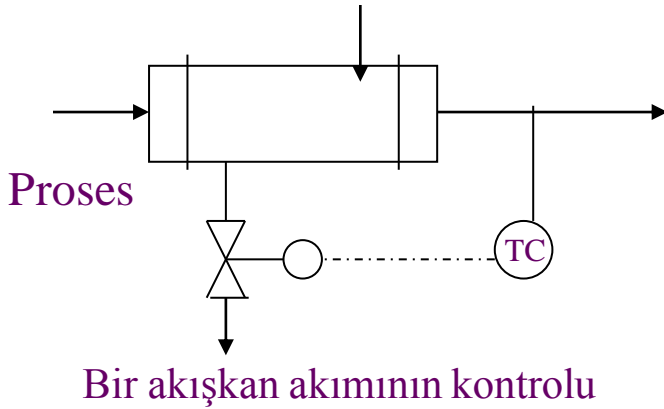 Proses
TC
Bir akışkan akımının kontrolu